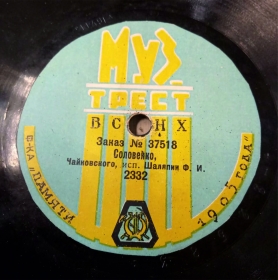 МУЗ
ТРЕСТ
ВСНХ
Заказ № 37518
Соловейко,
Чайковского, исп. Шаляпин Ф. И.
2332
Ф-КА „ПАМЯТИ 1905 ГОДА"